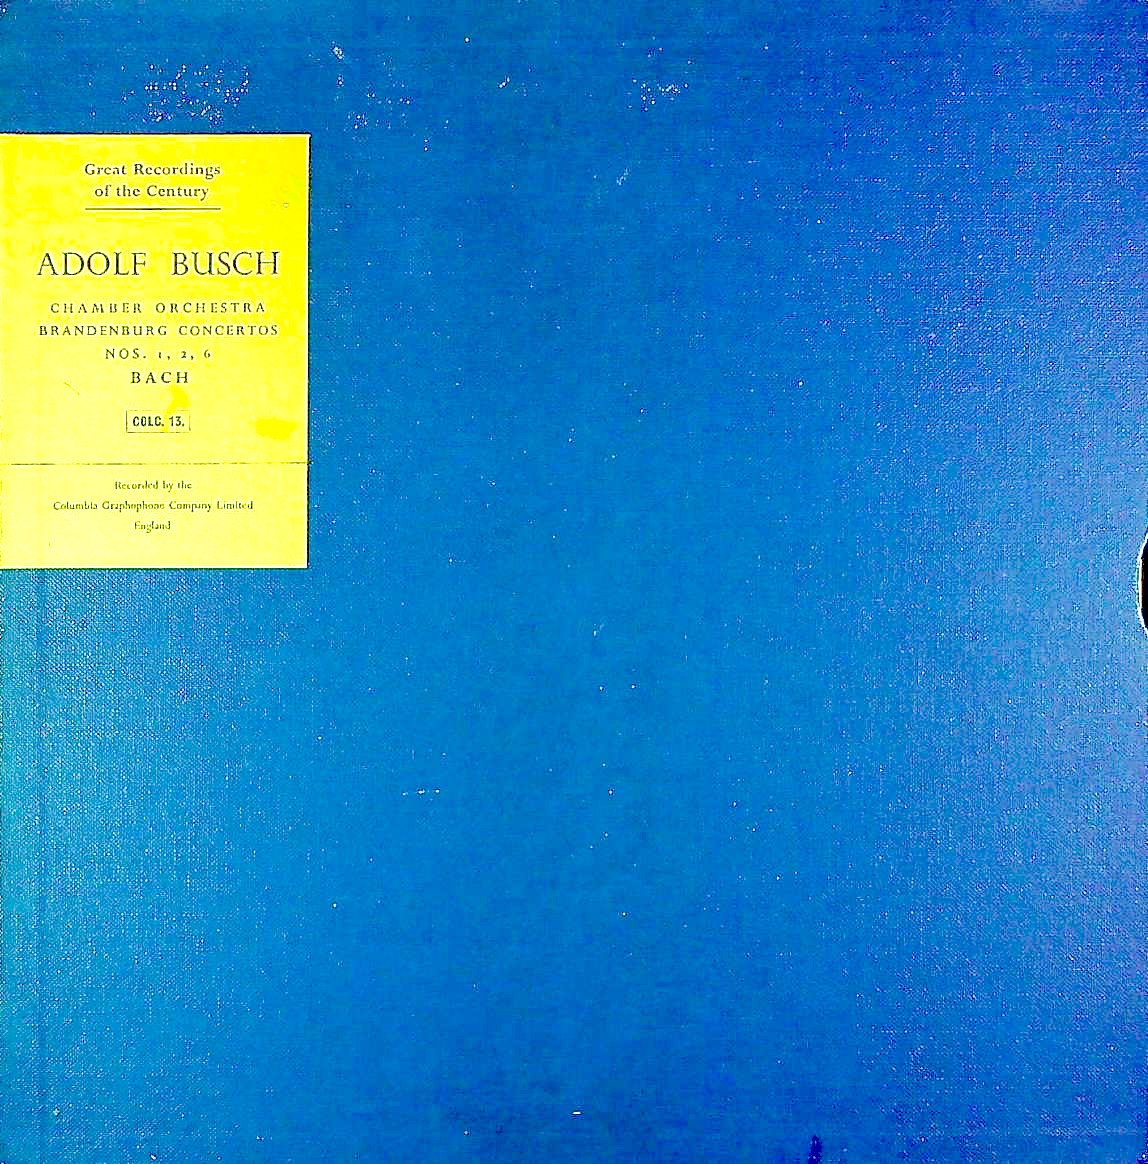 Great Recordings
of the Century
ADOLF BUSCH
CHAMBER ORCHESTRA
BRANDENBURG CONCERTOS
NOS. 1, 2, 6
BACH
COLC. 13.
Recorded by the
Columbia Graphophone Company Limited
England